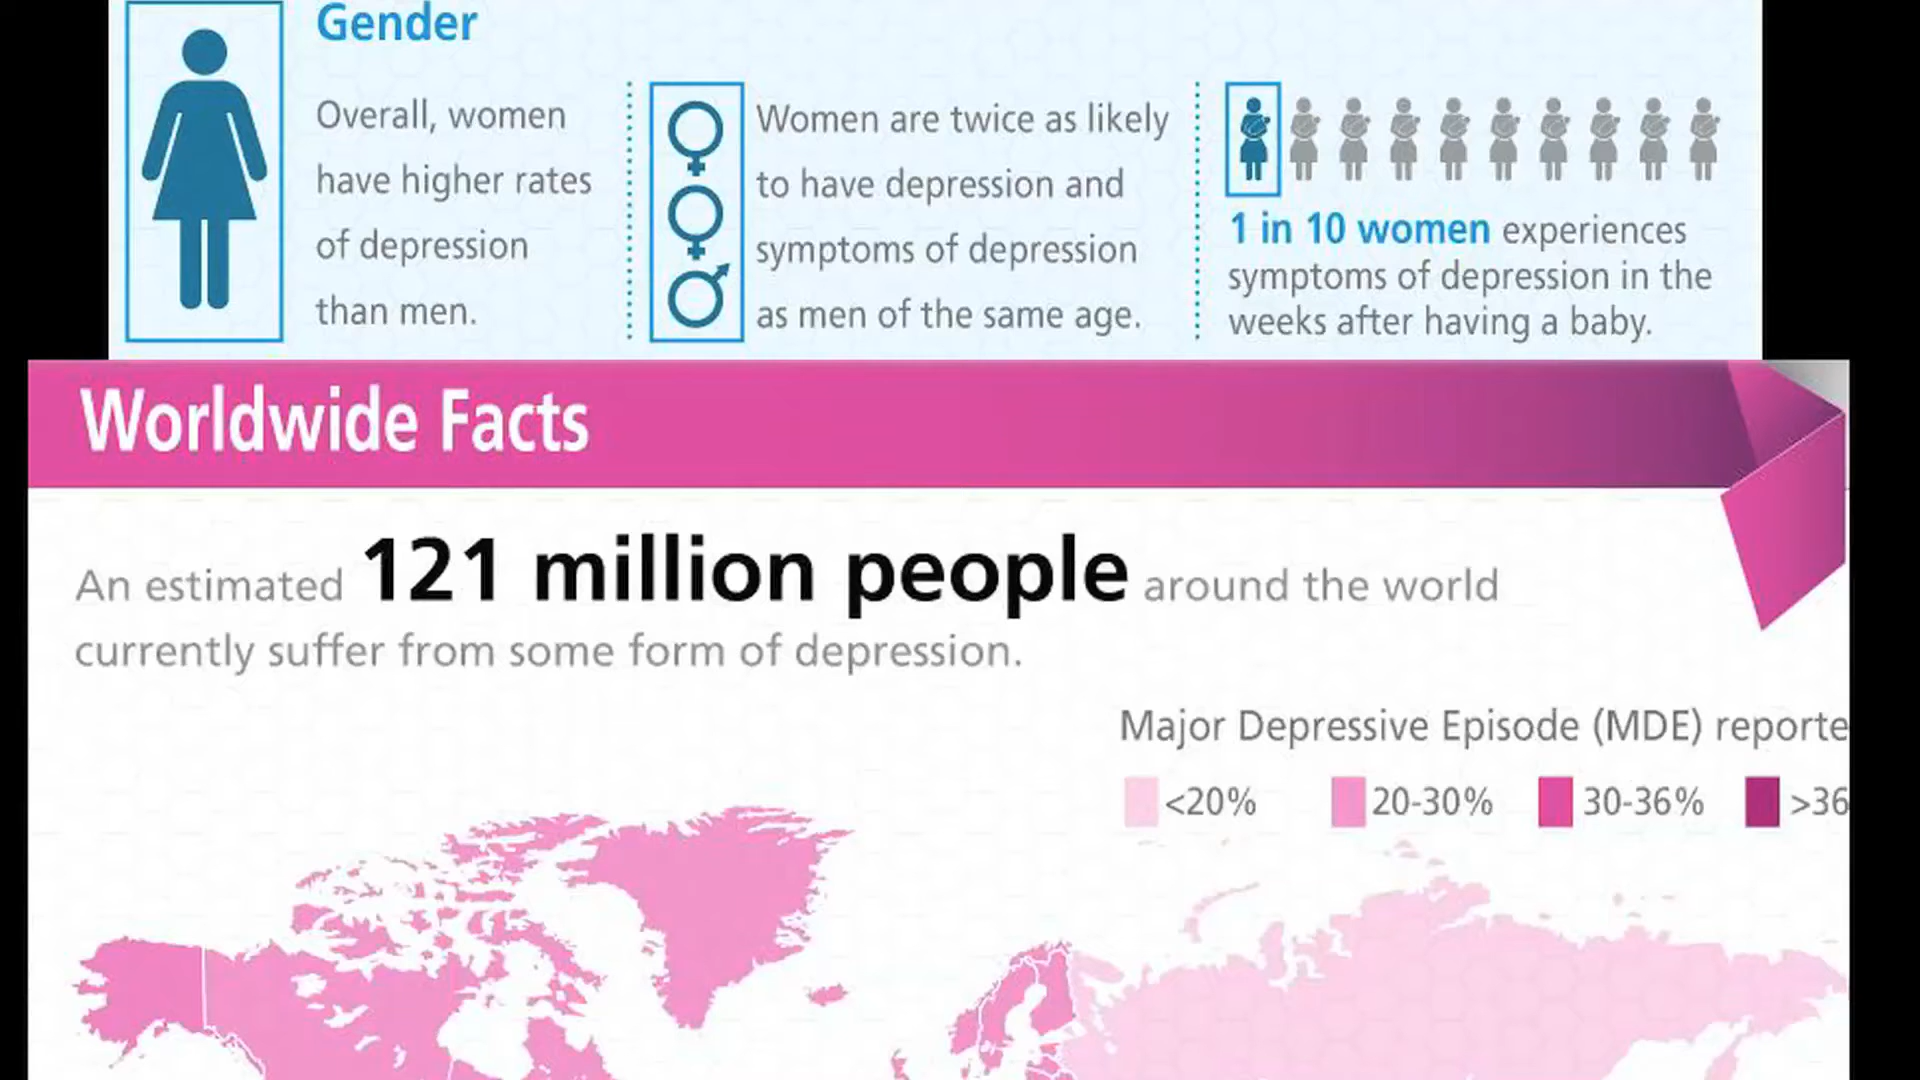 Gender
Overall, women
have higher rates
of depression
than men.
Women are twice as likely
to have depression and
symptoms of depression
as men of the same age.
1 in 10 women experiences
symptoms of depression in the
weeks after having a baby.
Worldwide Facts
An estimated 121 million people around the world
currently suffer from some form of depression.
Major Depressive Episode (MDE) reporte
<20% 20-30% 30-36% >36